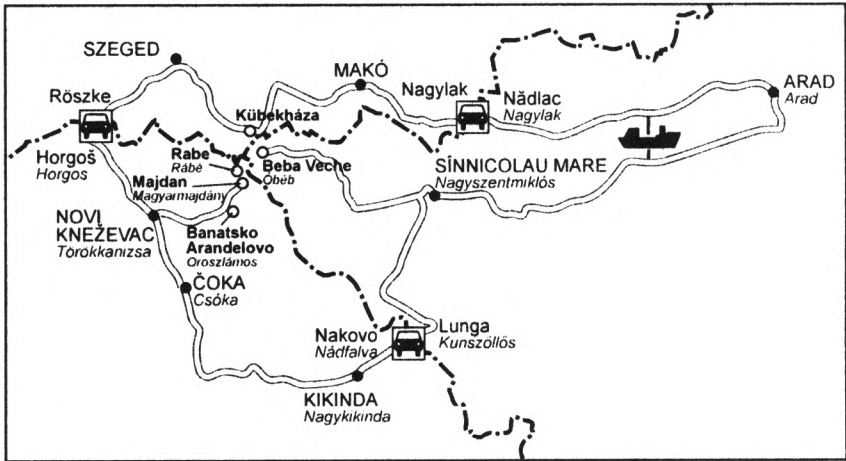 SZEGED
MAKÓ
Röszke
Nagylak
Nădlac
Nagylak
ARAD
Arad
Kübekháza
Horgoš
Horgos
Rabe
Rábé
Beba Veche
Óbéb
Majdan
Magyarmajdány
SÎNNICOLAU MARE
Nagyszentmiklós
NOVI
KNEŽEVAC
Törökkanizsa
Banatsko
Aranđelovo
Oroszlámos
ČOKA
Csóka
Nakovo
Nádfalva
Lunga
Kunszöllős
KIKINDA
Nagykikinda